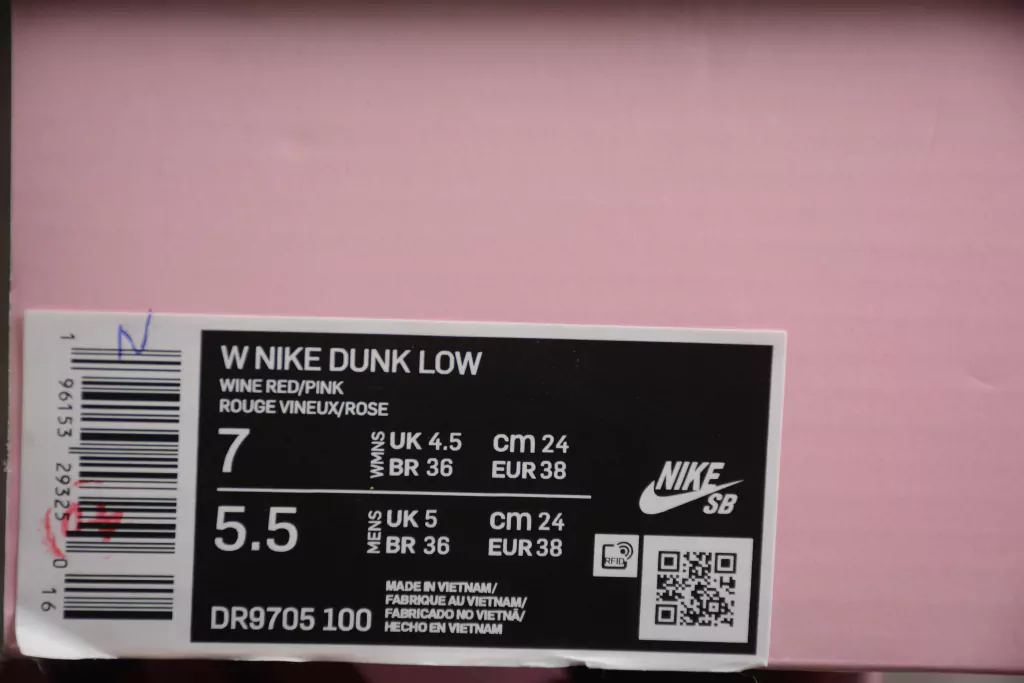 W NIKE DUNK LOW
WINE RED/PINK
ROUGE VINEUX/ROSE
7 WMNS UK 4.5 cm 24
BR 36 EUR 38
5.5 MENS UK 5 cm 24
BR 36 EUR 38
MADE IN VIETNAM/
FABRIQUE AU VIETNAM/
FABRICADO NO VIETNÃ/
HECHO EN VIETNAM
DR9705 100
NIKE
SB
RFID
1 96153 29325 0 16
N